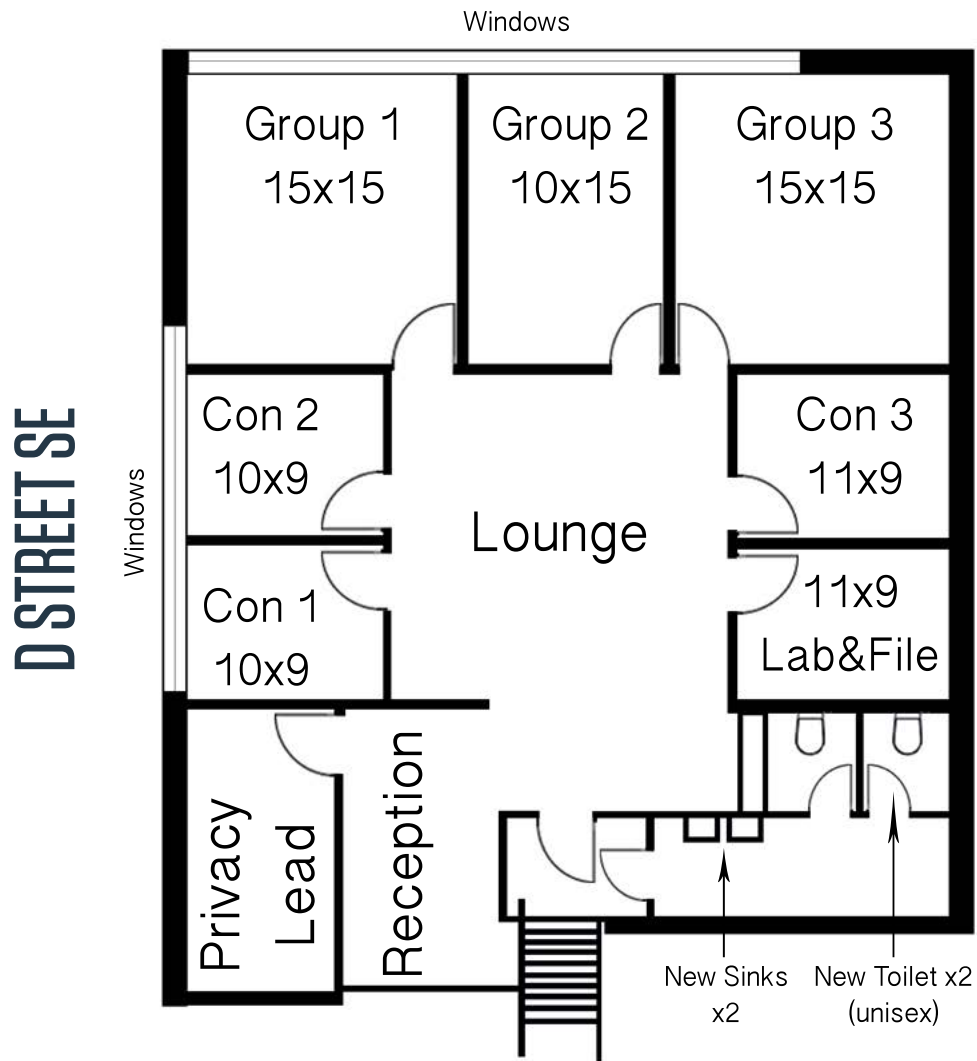 Windows
Group 1
15x15
Group 2
10x15
Group 3
15x15
Con 2
10x9
Con 3
11x9
D STREET SE
Windows
Lounge
Con 1
10x9
11x9
Lab&File
Privacy
Lead
Reception
New Sinks
x2
New Toilet x2
(unisex)